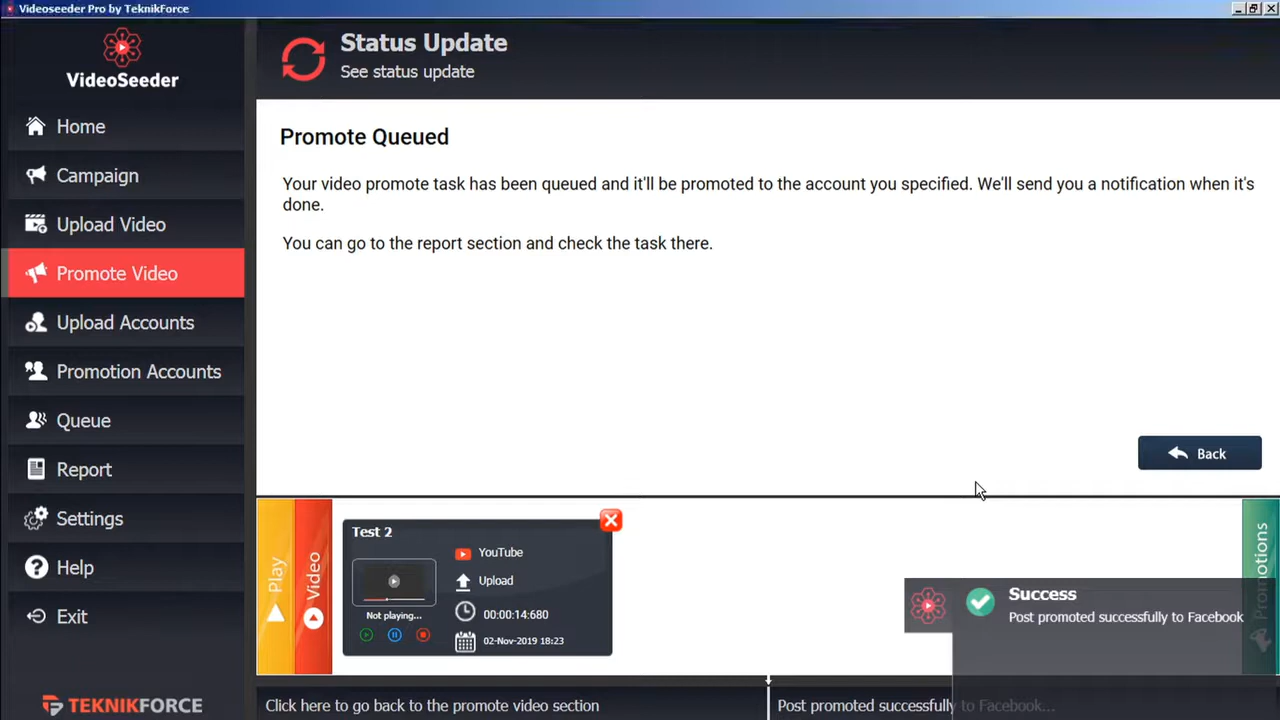 Videoseeder Pro by TeknikForce
VideoSeeder
Home
Campaign
Upload Video
Promote Video
Upload Accounts
Promotion Accounts
Queue
Report
Settings
Help
Exit
TEKNIKFORCE
Status Update
See status update
Promote Queued
Your video promote task has been queued and it'll be promoted to the account you specified. We'll send you a notification when it's
done.
You can go to the report section and check the task there.
Back
Play
Video
Test 2
Not playing...
YouTube
Upload
00:00:14:680
02-Nov-2019 18:23
Promotions
Success
Post promoted successfully to Facebook
Click here to go back to the promote video section
Post promoted successfully to Facebook...